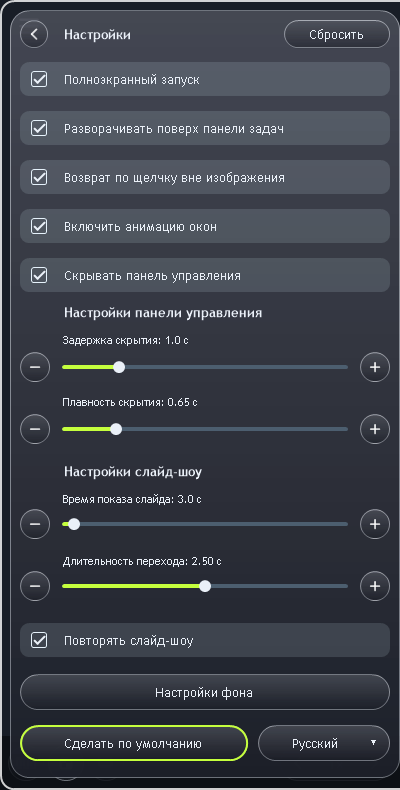 Настройки
Сбросить
Полноэкранный запуск
Разворачивать поверх панели задач
Возврат по щелчку вне изображения
Включить анимацию окон
Скрывать панель управления
Настройки панели управления
Задержка скрытия: 1.0 с
Плавность скрытия: 0.65 с
Настройки слайд-шоу
Время показа слайда: 3.0 с
Длительность перехода: 2.50 с
Повторять слайд-шоу
Настройки фона
Сделать по умолчанию
Русский